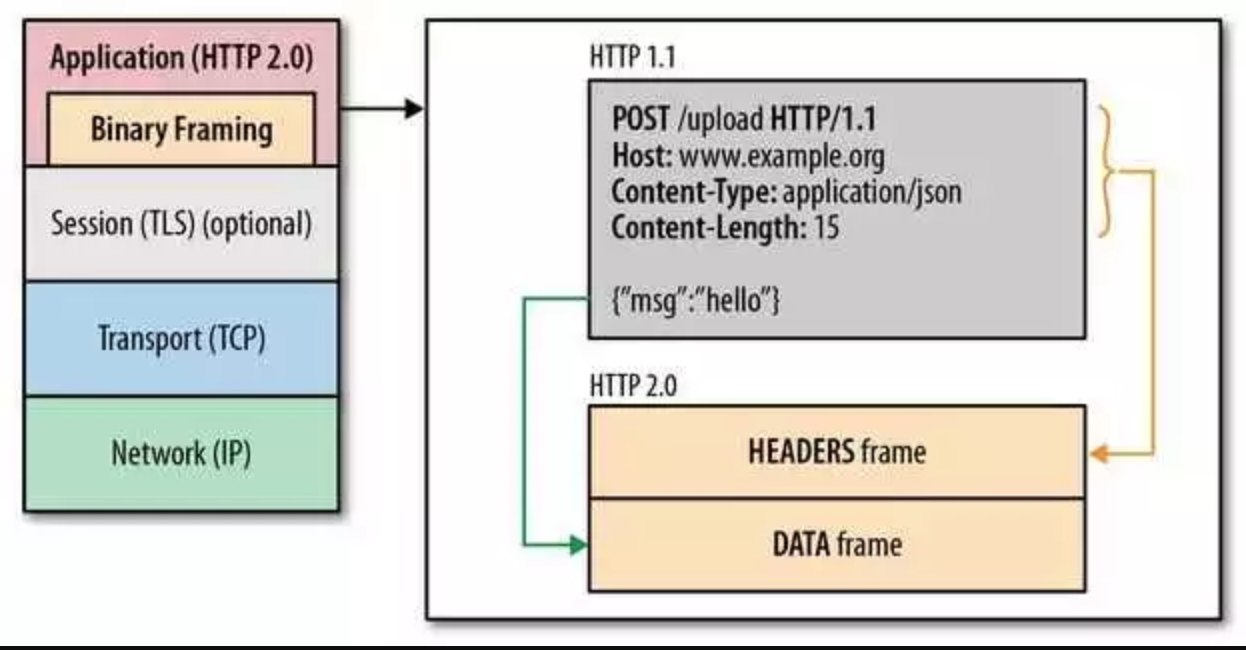 Application (HTTP 2.0)
Binary Framing
Session (TLS) (optional)
Transport (TCP)
Network (IP)
HTTP 1.1
POST /upload HTTP/1.1
Host: www.example.org
Content-Type: application/json
Content-Length: 15
{”msg”:”hello”}
HTTP 2.0
HEADERS frame
DATA frame